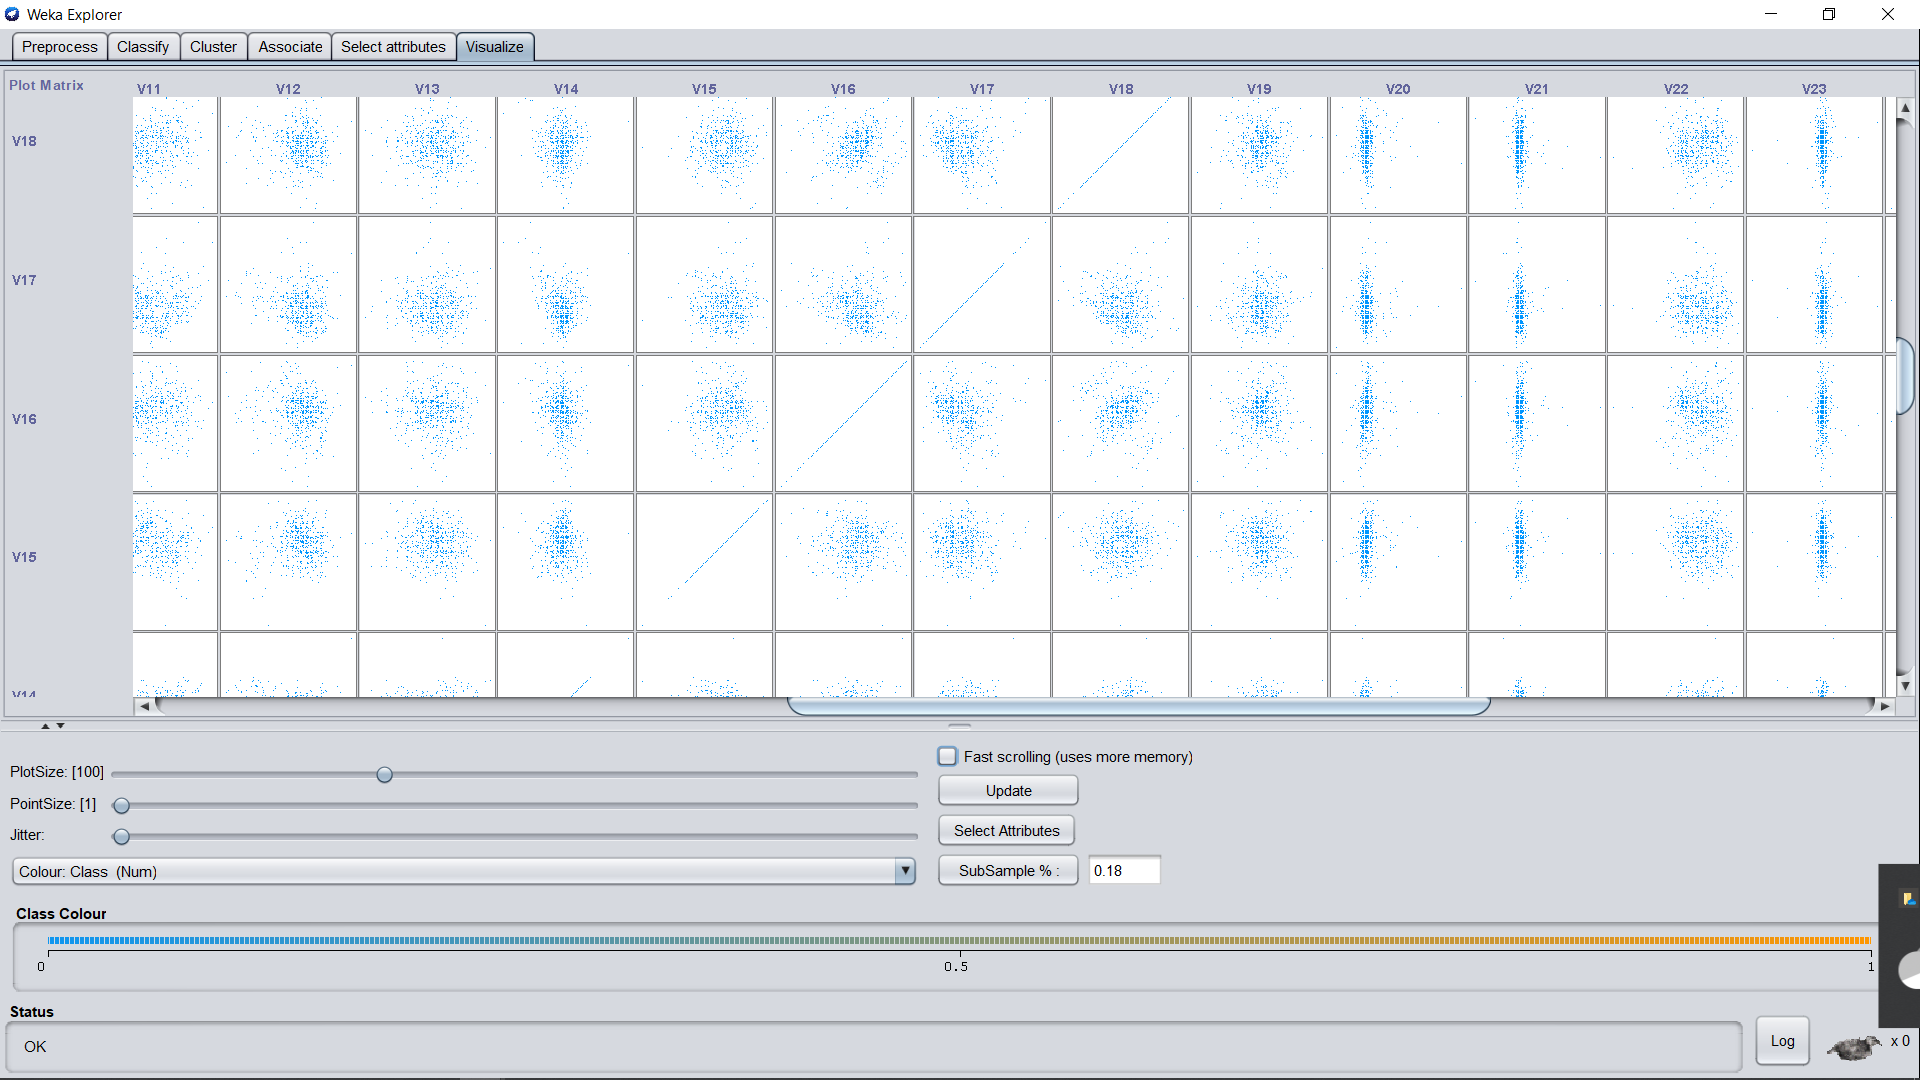 Weka Explorer
Preprocess Classify Cluster Associate Select attributes Visualize
Plot Matrix V11 V12 V13 V14 V15 V16 V17 V18 V19 V20 V21 V22 V23
V18
V17
V16
V15
V14
PlotSize: [100]
PointSize: [1]
Jitter:
Colour: Class (Num)
Fast scrolling (uses more memory)
Update
Select Attributes
SubSample % : 0.18
Class Colour
0 0.5 1
Status
OK
Log x 0